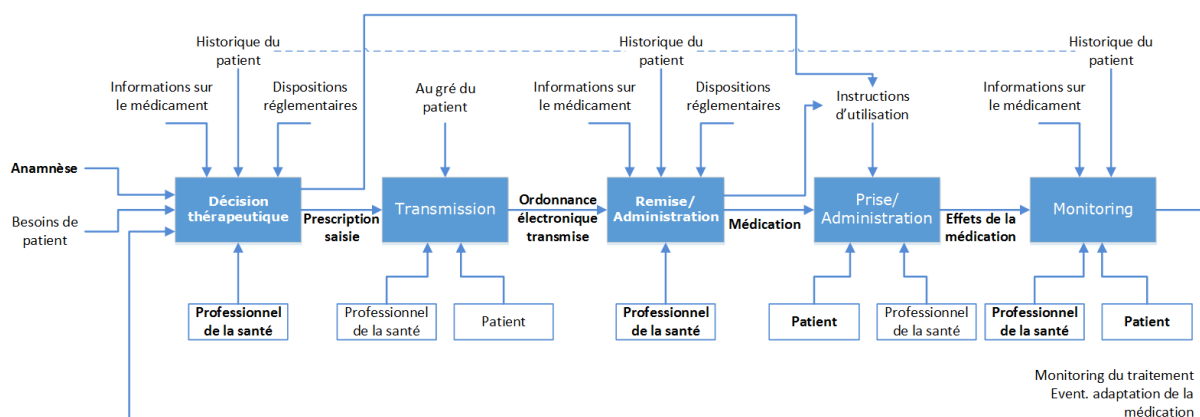 Historique du
patient
Historique du
patient
Historique du
patient
Informations sur
le médicament
Dispositions
réglementaires
Au gré du
patient
Informations sur
le médicament
Dispositions
réglementaires
Instructions
d'utilisation
Informations sur
le médicament
Anamnèse
Besoins de
patient
Décision
thérapeutique
Prescription
saisie
Transmission
Ordonnance
électronique
transmise
Remise/
Administration
Médication
Prise/
Administration
Effets de la
médication
Monitoring
Professionnel
de la santé
Professionnel
de la santé
Patient
Professionnel
de la santé
Patient
Professionnel
de la santé
Professionnel
de la santé
Patient
Monitoring du traitement
Event. adaptation de la
médication